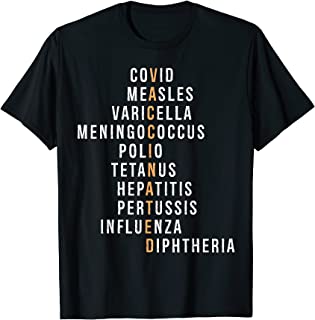 COVID
MEASLES
VARICELLA
MENINGOCOCCUS
POLIO
TETANUS
HEPATITIS
PERTUSSIS
INFLUENZA
DIPHTHERIA